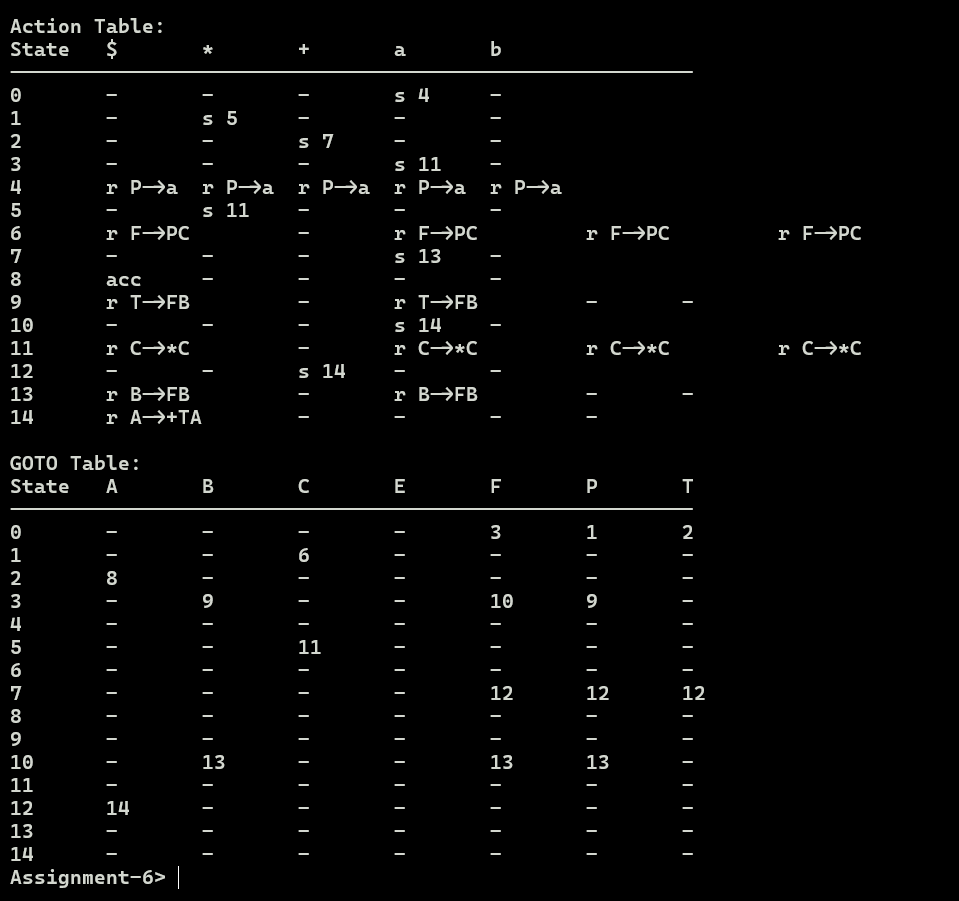 Action Table:
State   $       *       +       a       b
0       -       -       -       s 4     -
1       -       s 5     -       -       -
2       -       -       s 7     -       -
3       -       -       -       s 11    -
4       r P→a   r P→a   r P→a   r P→a   r P→a
5       -       s 11    -       -       -
6       r F→PC          -       r F→PC          r F→PC          r F→PC
7       -       -       -       s 13    -
8       acc     -       -       -       -
9       r T→FB          -       r T→FB          -       -
10      -       -       -       s 14    -
11      r C→*C          -       r C→*C          r C→*C          r C→*C
12      -       -       s 14    -       -
13      r B→FB          -       r B→FB          -       -
14      r A→+TA         -       -       -       -
GOTO Table:
State   A       B       C       E       F       P       T
0       -       -       -       -       3       1       2
1       -       -       6       -       -       -       -
2       8       -       -       -       -       -       -
3       -       9       -       -       10      9       -
4       -       -       -       -       -       -       -
5       -       -       11      -       -       -       -
6       -       -       -       -       -       -       -
7       -       -       -       -       12      12      12
8       -       -       -       -       -       -       -
9       -       -       -       -       -       -       -
10      -       13      -       -       13      13      -
11      -       -       -       -       -       -       -
12      14      -       -       -       -       -       -
13      -       -       -       -       -       -       -
14      -       -       -       -       -       -       -
Assignment-6>